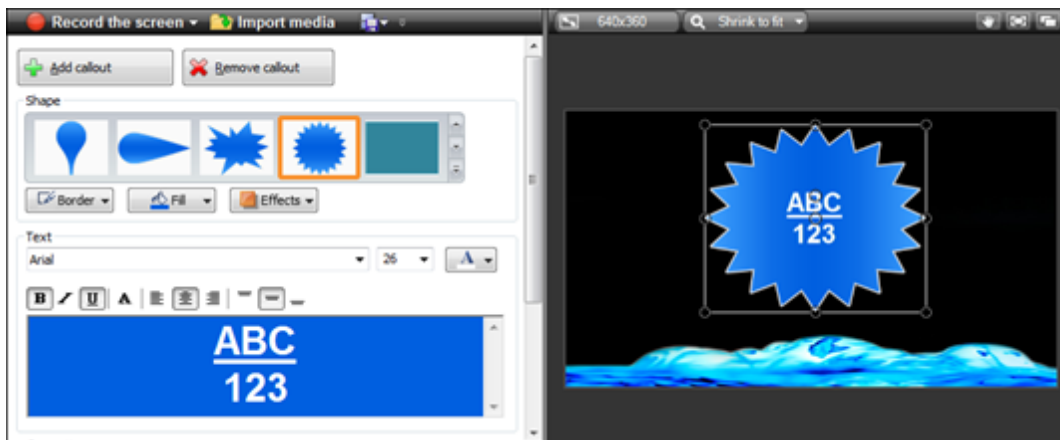 Record the screen Import media
Add callout Remove callout
Shape
Border Fill Effects
Text
Arial 26 A
B I U A
ABC
123
640x360 Shrink to fit
ABC
123